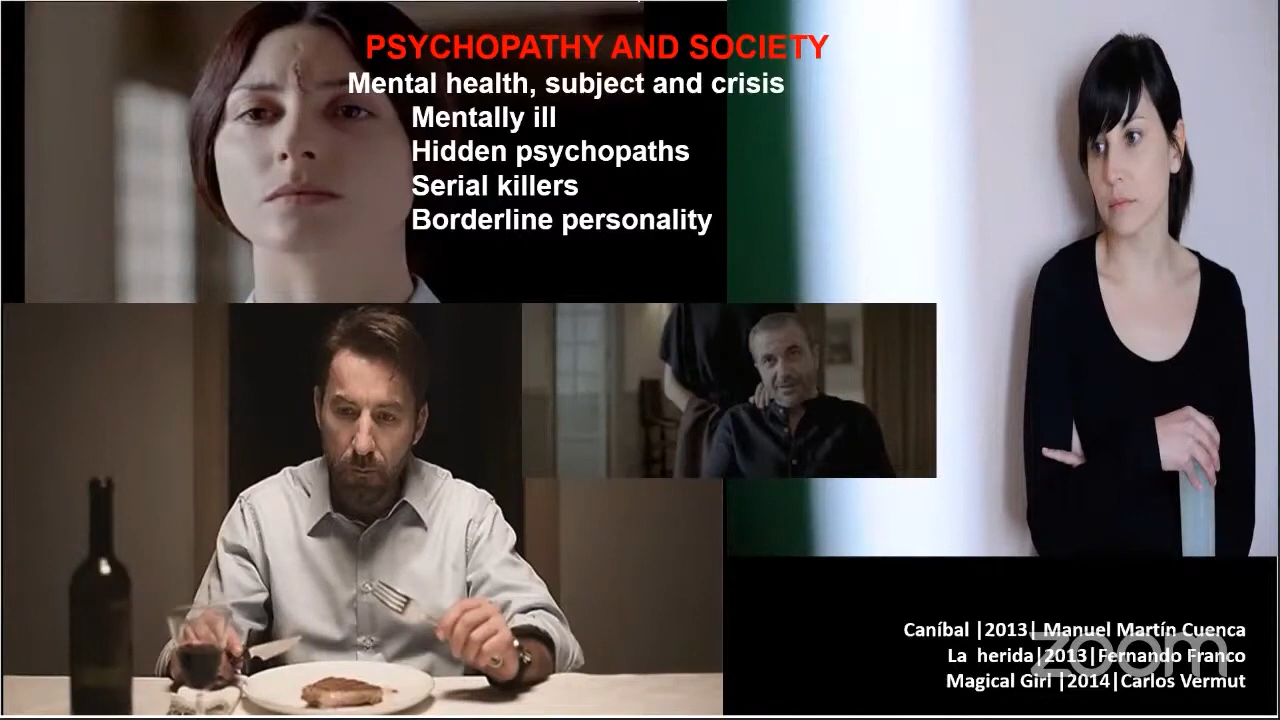 PSYCHOPATHY AND SOCIETY
Mental health, subject and crisis
Mentally ill
Hidden psychopaths
Serial killers
Borderline personality
Caníbal |2013| Manuel Martín Cuenca
La herida|2013|Fernando Franco
Magical Girl |2014|Carlos Vermut
zoom